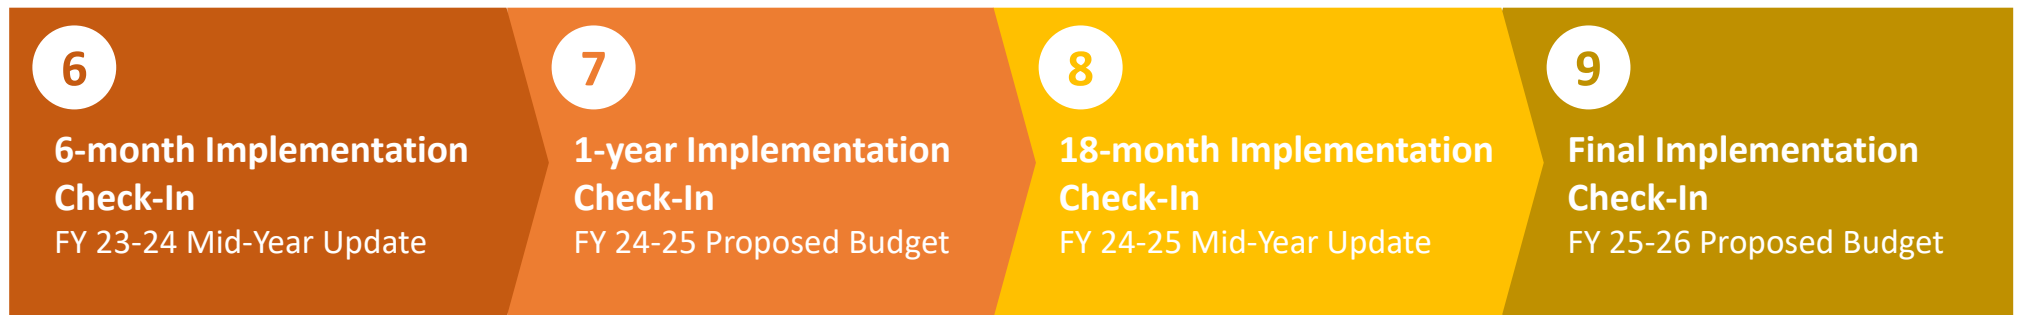 6
6-month Implementation
Check-In
FY 23-24 Mid-Year Update
7
1-year Implementation
Check-In
FY 24-25 Proposed Budget
8
18-month Implementation
Check-In
FY 24-25 Mid-Year Update
9
Final Implementation
Check-In
FY 25-26 Proposed Budget